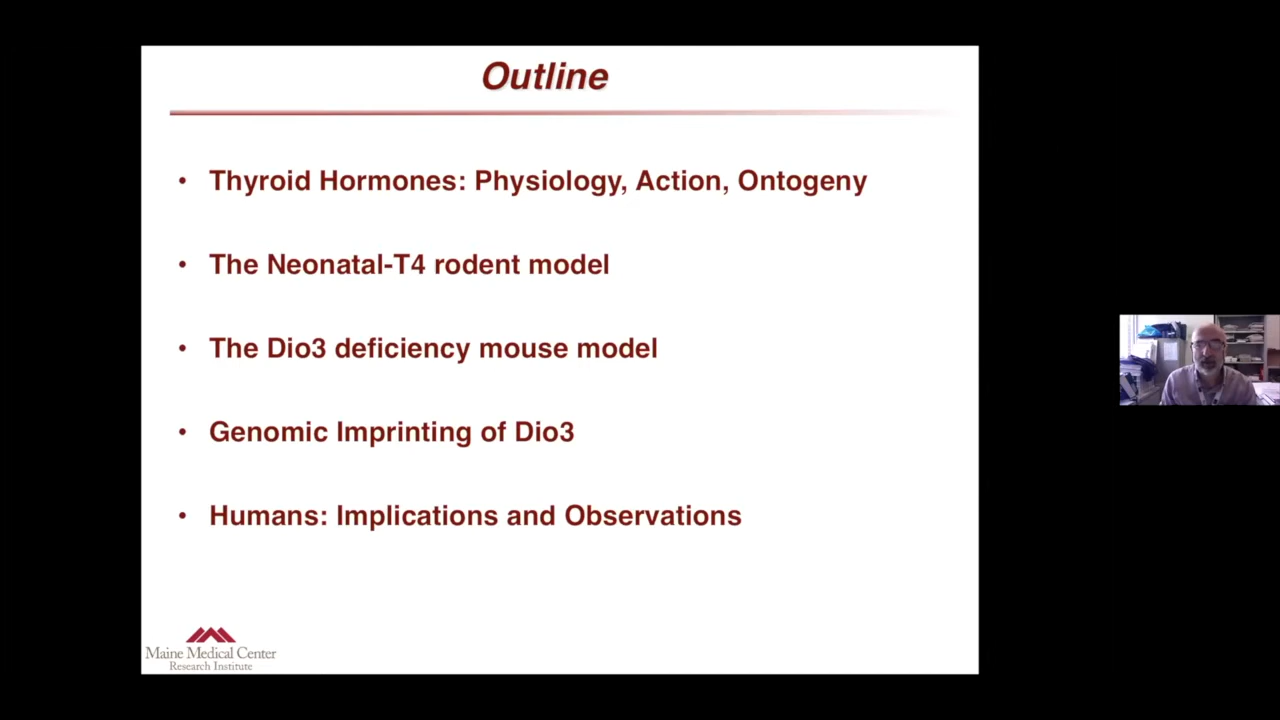 Outline
• Thyroid Hormones: Physiology, Action, Ontogeny
• The Neonatal-T4 rodent model
• The Dio3 deficiency mouse model
• Genomic Imprinting of Dio3
• Humans: Implications and Observations
Maine Medical Center
Research Institute